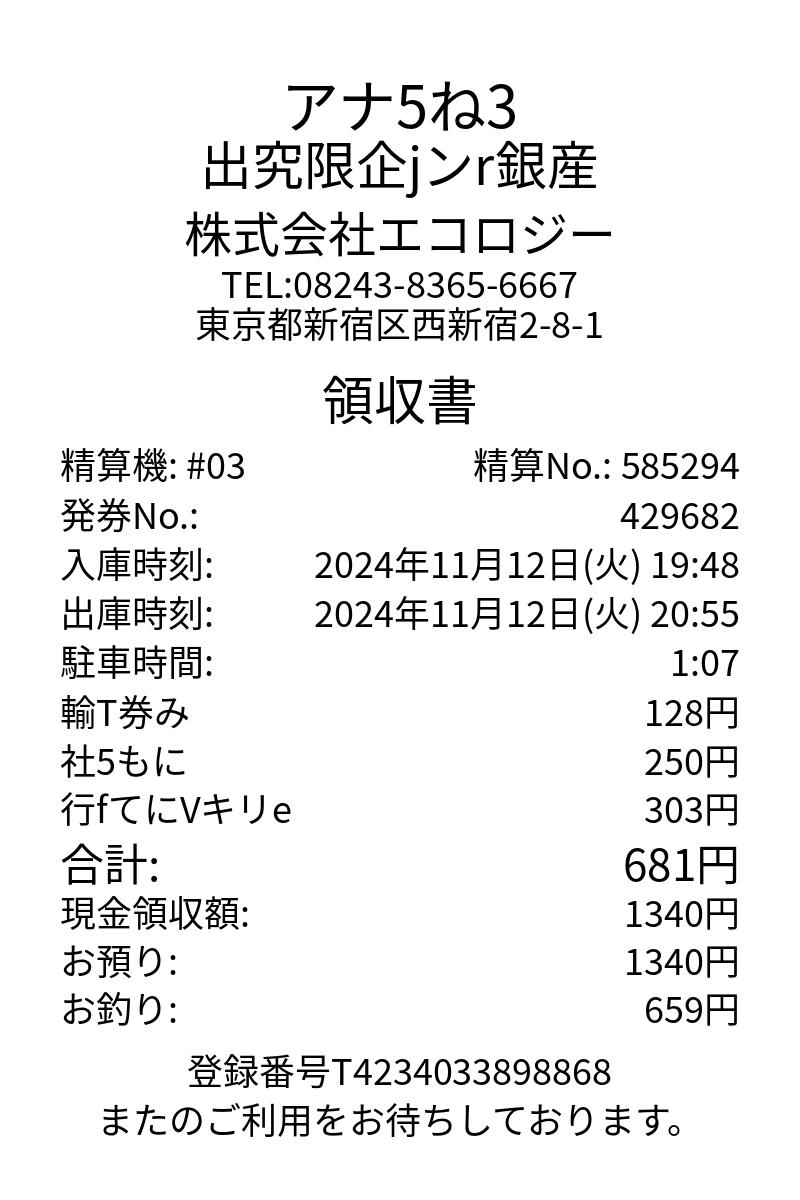 アナ5ね3
出究限企jンr銀産
株式会社エコロジー
TEL:08243-8365-6667
東京都新宿区西新宿2-8-1
領収書
精算機: #03 精算No.: 585294
発券No.: 429682
入庫時刻: 2024年11月12日(火) 19:48
出庫時刻: 2024年11月12日(火) 20:55
駐車時間: 1:07
輸T券み 128円
社5もに 250円
行fてにVキリe 303円
合計: 681円
現金領収額: 1340円
お預り: 1340円
お釣り: 659円
登録番号T4234033898868
またのご利用をお待ちしております。